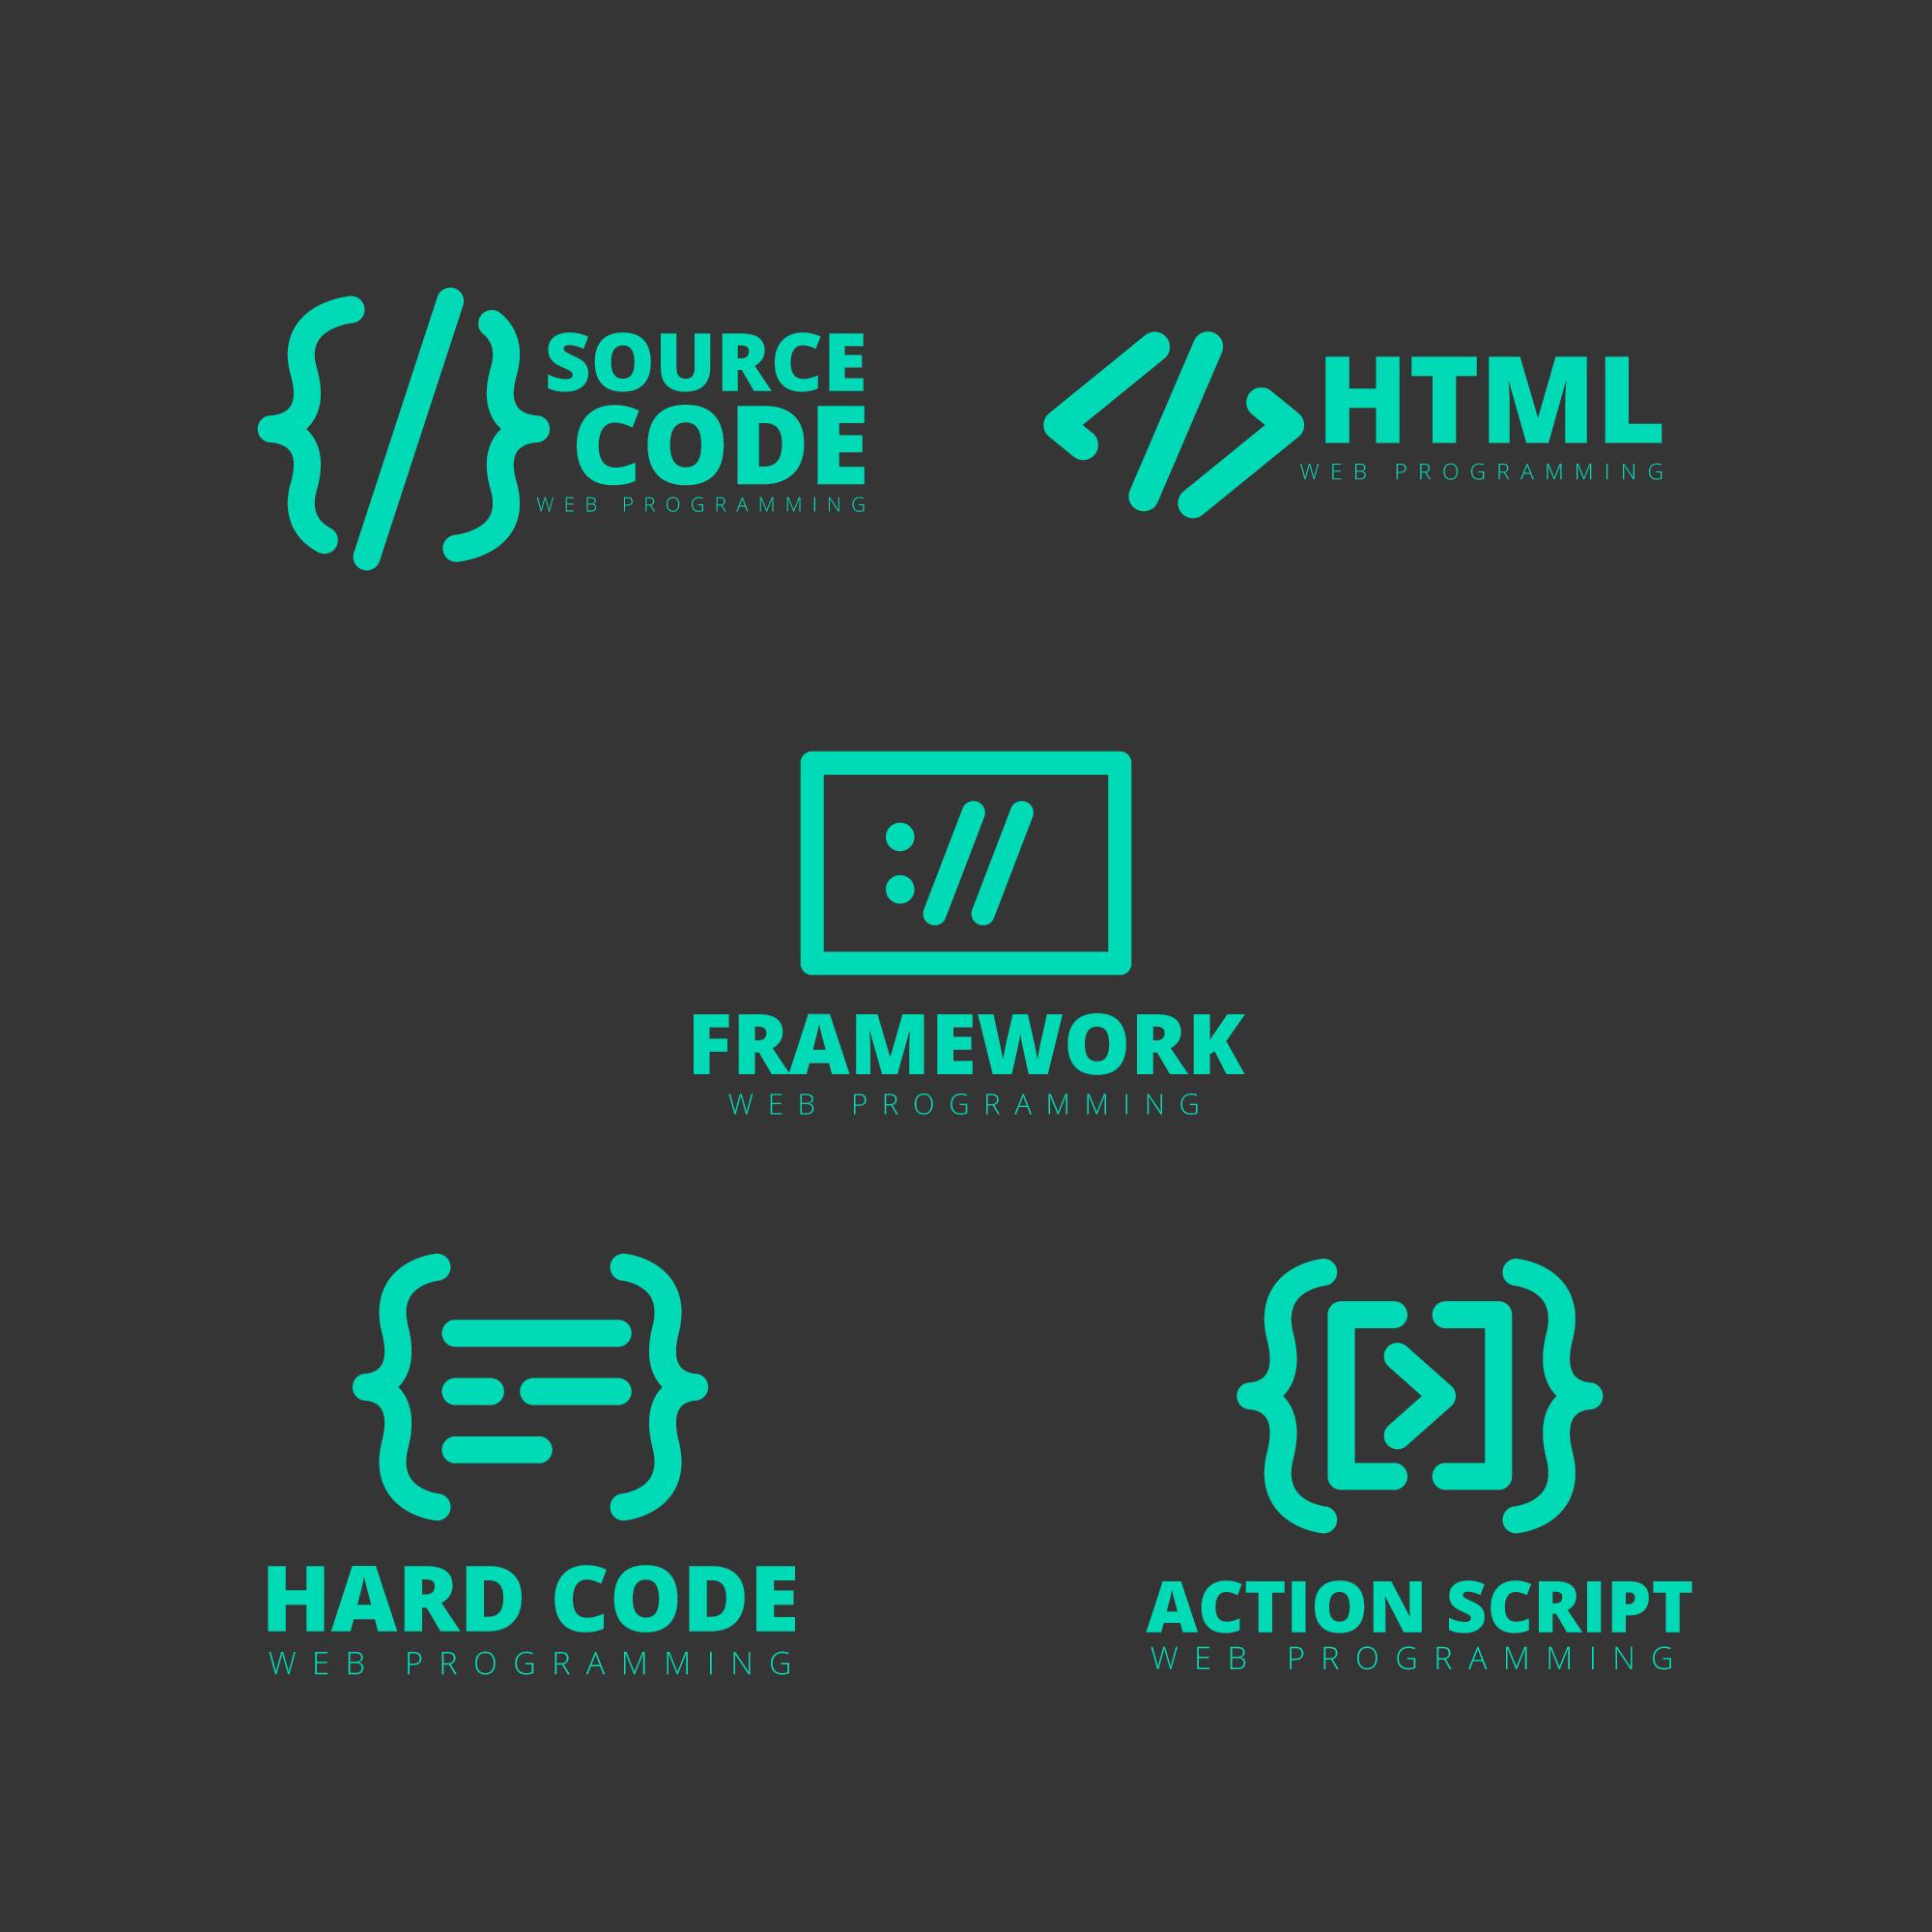 SOURCE
CODE
WEB PROGRAMMING
HTML
WEB PROGRAMMING
://
FRAMEWORK
WEB PROGRAMMING
HARD CODE
WEB PROGRAMMING
ACTION SCRIPT
WEB PROGRAMMING